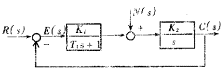 N(s)
R(s) E(s) K₁ K₂ C(s)
+ − T₁s+1 + s